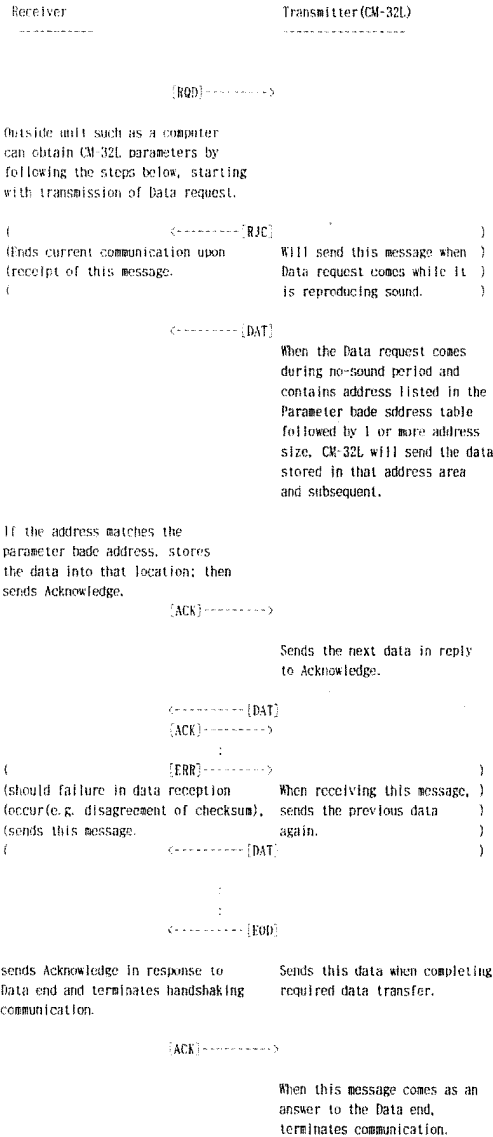 Receiver Transmitter(CM-32L)
----------- ------------------
[RQD]---------->
Outside unit such as a computer
can obtain CM-32L parameters by
following the steps below, starting
with transmission of Data request.
( <---------[RJC] )
(Ends current communication upon Will send this message when )
(receipt of this message. Data request comes while it )
( is reproducing sound. )
<---------[DAT]
When the Data request comes
during no-sound period and
contains address listed in the
Parameter bade sddress table
followed by 1 or more address
size, CM-32L will send the data
stored in that address area
and subsequent.
If the address matches the
parameter bade address, stores
the data into that location; then
sends Acknowledge.
[ACK]--------->
Sends the next data in reply
to Acknowledge.
<----------[DAT]
[ACK]--------->
:
( [ERR]---------> )
(should failure in data reception When receiving this message, )
(occur(e.g. disagreement of checksum), sends the previous data )
(sends this message. again. )
( <----------[DAT] )
:
:
<----------[EOD]
sends Acknowledge in response to Sends this data when completing
Data end and terminates handshaking required data transfer.
communication.
[ACK]---------->
When this message comes as an
answer to the Data end,
terminates communication.